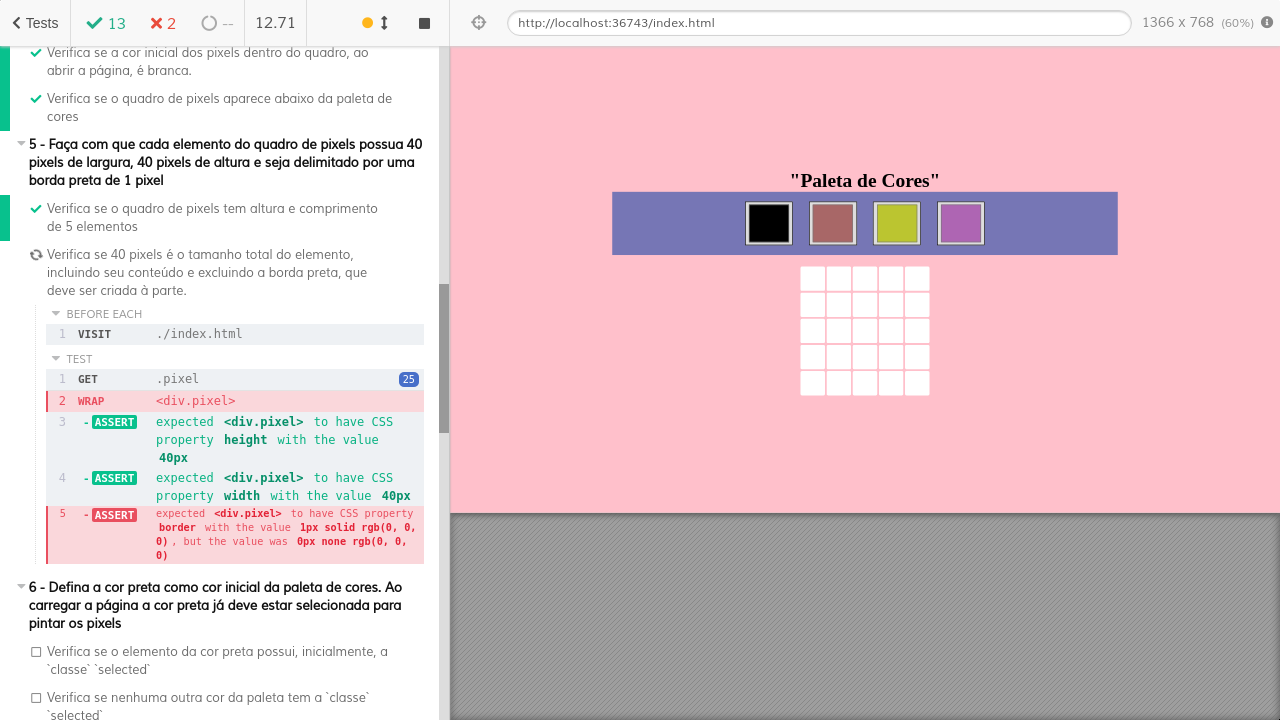 Tests
13
2
--
12.71
http://localhost:36743/index.html
1366 x 768 (60%)
Verifica se a cor inicial dos pixels dentro do quadro, ao
abrir a página, é branca.
Verifica se o quadro de pixels aparece abaixo da paleta de
cores
5 - Faça com que cada elemento do quadro de pixels possua 40
pixels de largura, 40 pixels de altura e seja delimitado por uma
borda preta de 1 pixel
Verifica se o quadro de pixels tem altura e comprimento
de 5 elementos
Verifica se 40 pixels é o tamanho total do elemento,
incluindo seu conteúdo e excluindo a borda preta, que
deve ser criada à parte.
BEFORE EACH
1 VISIT ./index.html
TEST
1 GET .pixel 25
2 WRAP <div.pixel>
3 -ASSERT expected <div.pixel> to have CSS
property height with the value
40px
4 -ASSERT expected <div.pixel> to have CSS
property width with the value 40px
5 -ASSERT expected <div.pixel> to have CSS property
border with the value 1px solid rgb(0, 0,
0), but the value was 0px none rgb(0, 0,
0)
6 - Defina a cor preta como cor inicial da paleta de cores. Ao
carregar a página a cor preta já deve estar selecionada para
pintar os pixels
Verifica se o elemento da cor preta possui, inicialmente, a
`classe` `selected`
Verifica se nenhuma outra cor da paleta tem a `classe`
`selected`
"Paleta de Cores"